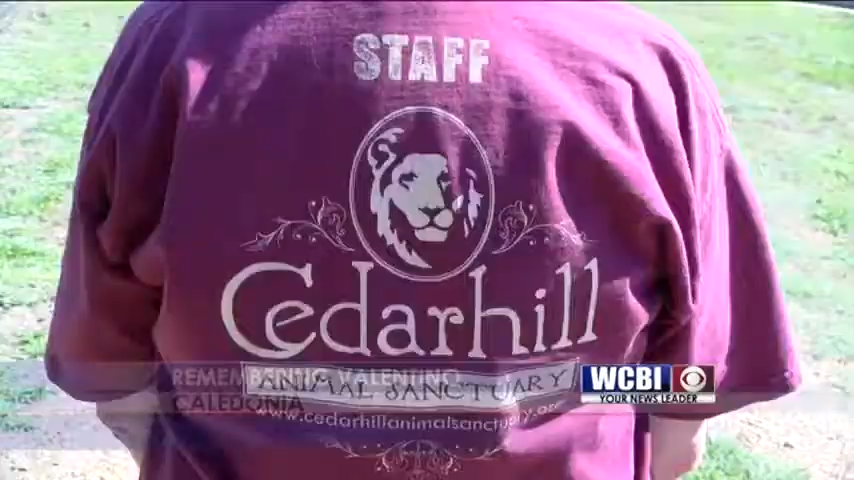 STAFF
Cedarhill
ANIMAL SANCTUARY
www.cedarhillanimalsanctuary.org
REMEMBERING VALENTINO
CALEDONIA
WCBI
YOUR NEWS LEADER